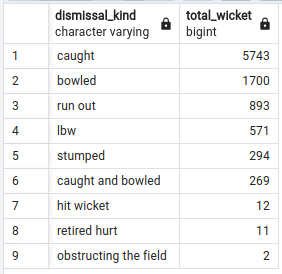 dismissal_kind total_wicket
character varying bigint
1 caught 5743
2 bowled 1700
3 run out 893
4 lbw 571
5 stumped 294
6 caught and bowled 269
7 hit wicket 12
8 retired hurt 11
9 obstructing the field 2